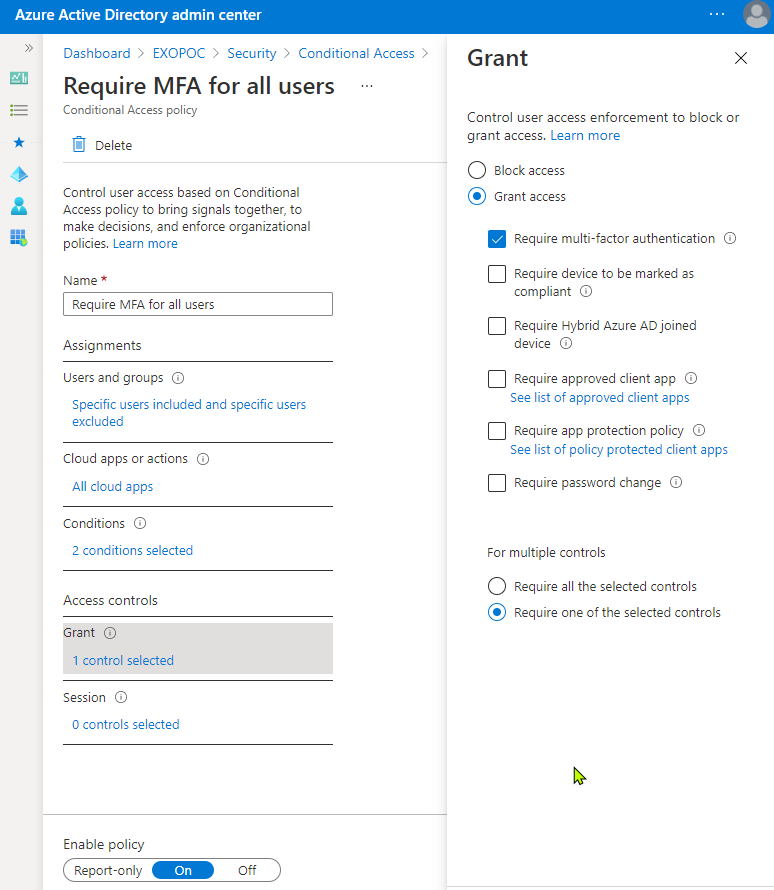 Azure Active Directory admin center
Dashboard > EXOPOC > Security > Conditional Access >
Require MFA for all users ...
Conditional Access policy
Delete
Control user access based on Conditional
Access policy to bring signals together, to
make decisions, and enforce organizational
policies. Learn more
Name *
Require MFA for all users
Assignments
Users and groups
Specific users included and specific users
excluded
Cloud apps or actions
All cloud apps
Conditions
2 conditions selected
Access controls
Grant
1 control selected
Session
0 controls selected
Enable policy
Report-only On Off
Grant
Control user access enforcement to block or
grant access. Learn more
Block access
Grant access
Require multi-factor authentication
Require device to be marked as
compliant
Require Hybrid Azure AD joined
device
Require approved client app
See list of approved client apps
Require app protection policy
See list of policy protected client apps
Require password change
For multiple controls
Require all the selected controls
Require one of the selected controls